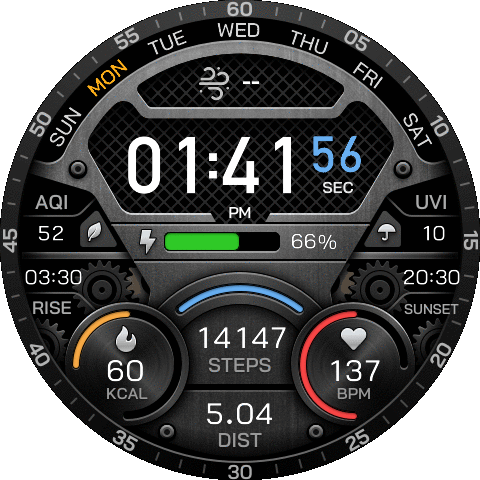 60
55
50
45
40
35
30
25
20
15
10
SUN
MON
TUE
WED
THU
FRI
SAT
--
01:41 56
SEC
PM
AQI
UVI
52
66%
10
03:30
20:30
RISE
SUNSET
14147
STEPS
60
KCAL
137
BPM
5.04
DIST